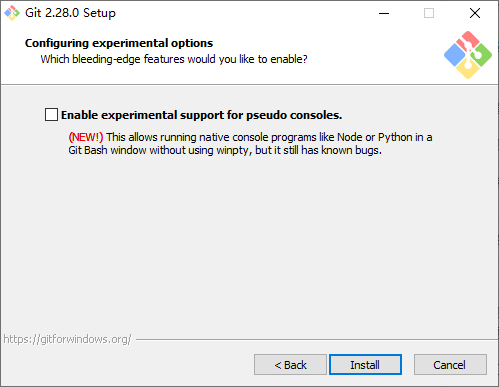 Git 2.28.0 Setup
Configuring experimental options
Which bleeding-edge features would you like to enable?
Enable experimental support for pseudo consoles.
(NEW!) This allows running native console programs like Node or Python in a
Git Bash window without using winpty, but it still has known bugs.
https://gitforwindows.org/
< Back
Install
Cancel